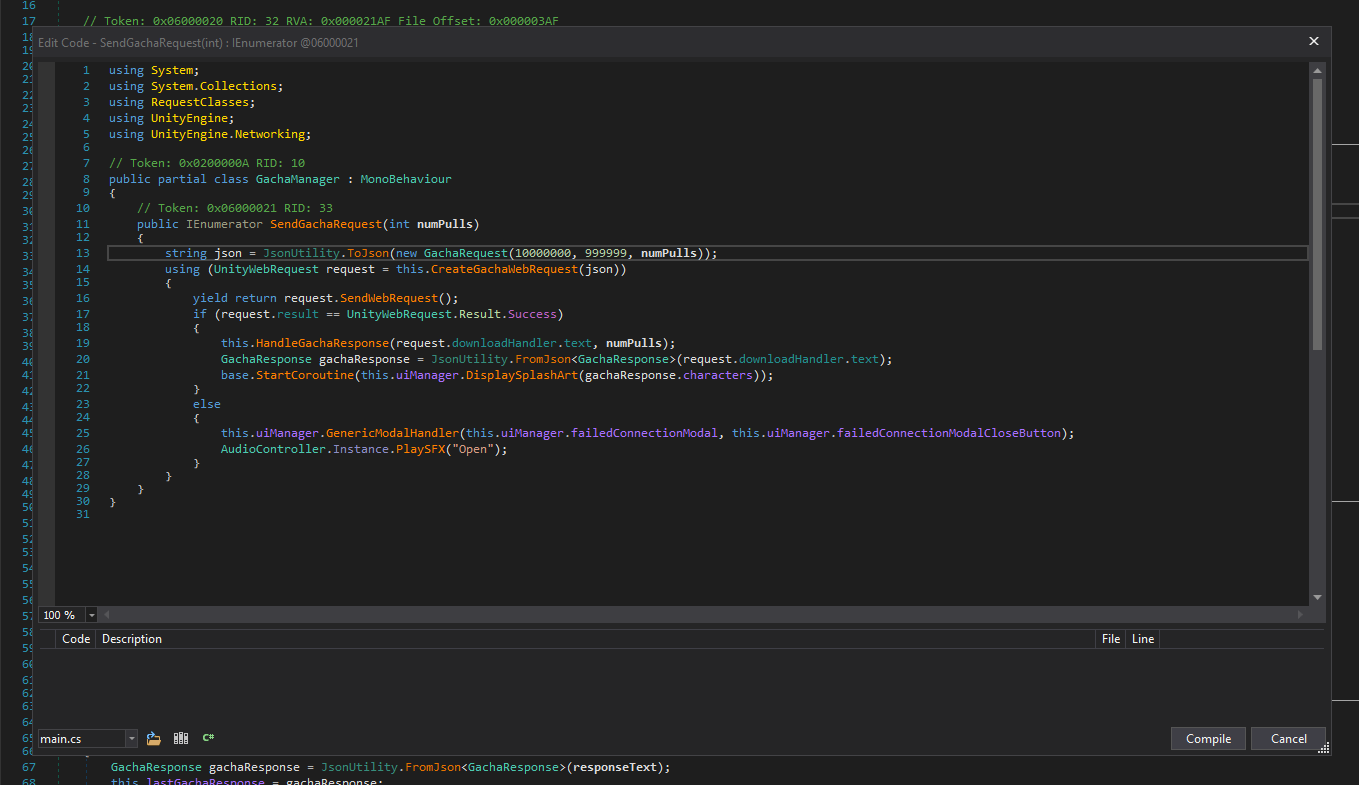 16
17 // Token: 0x06000020 RID: 32 RVA: 0x000021AF File Offset: 0x000003AF
Edit Code - SendGachaRequest(int) : IEnumerator @06000021
1 using System;
2 using System.Collections;
3 using RequestClasses;
4 using UnityEngine;
5 using UnityEngine.Networking;
6
7 // Token: 0x0200000A RID: 10
8 public partial class GachaManager : MonoBehaviour
9 {
10 // Token: 0x06000021 RID: 33
11 public IEnumerator SendGachaRequest(int numPulls)
12 {
13 string json = JsonUtility.ToJson(new GachaRequest(10000000, 999999, numPulls));
14 using (UnityWebRequest request = this.CreateGachaWebRequest(json))
15 {
16 yield return request.SendWebRequest();
17 if (request.result == UnityWebRequest.Result.Success)
18 {
19 this.HandleGachaResponse(request.downloadHandler.text, numPulls);
20 GachaResponse gachaResponse = JsonUtility.FromJson<GachaResponse>(request.downloadHandler.text);
21 base.StartCoroutine(this.uiManager.DisplaySplashArt(gachaResponse.characters));
22 }
23 else
24 {
25 this.uiManager.GenericModalHandler(this.uiManager.failedConnectionModal, this.uiManager.failedConnectionModalCloseButton);
26 AudioController.Instance.PlaySFX("Open");
27 }
28 }
29 }
30 }
31
100 %
Code Description File Line
main.cs C# Compile Cancel
67 GachaResponse gachaResponse = JsonUtility.FromJson<GachaResponse>(responseText);
68 this.lastGachaResponse = gachaResponse;